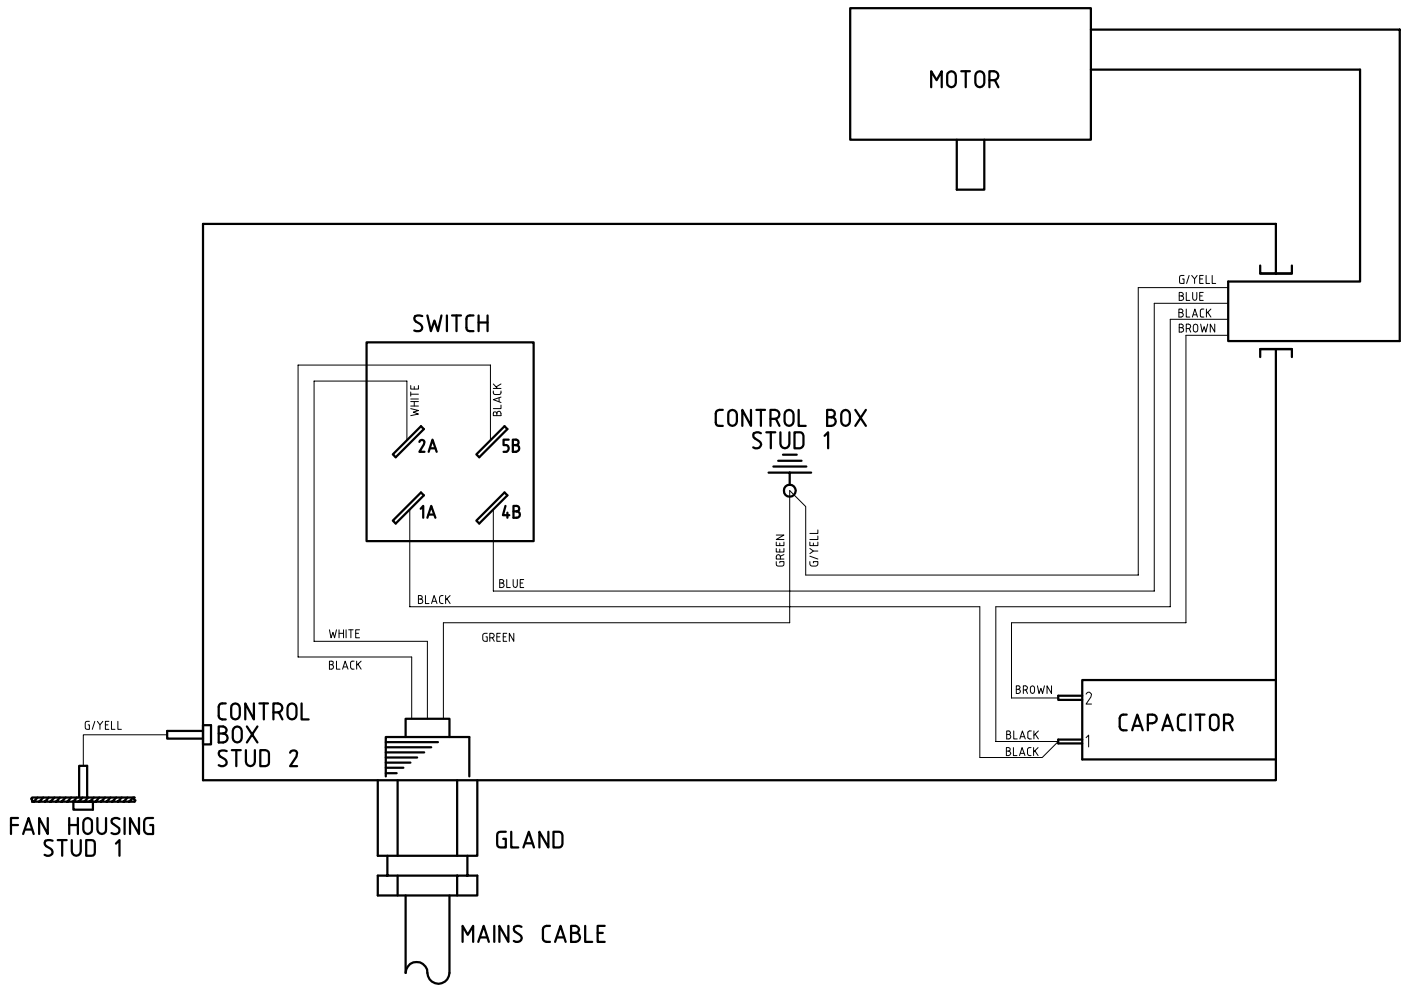 MOTOR
G/YELL
BLUE
BLACK
BROWN
SWITCH
WHITE
BLACK
2A
5B
1A
4B
CONTROL BOX
STUD 1
GREEN
G/YELL
BLUE
BLACK
WHITE
GREEN
BLACK
BROWN
2
CAPACITOR
BLACK
1
BLACK
CONTROL
BOX
STUD 2
G/YELL
FAN HOUSING
STUD 1
GLAND
MAINS CABLE